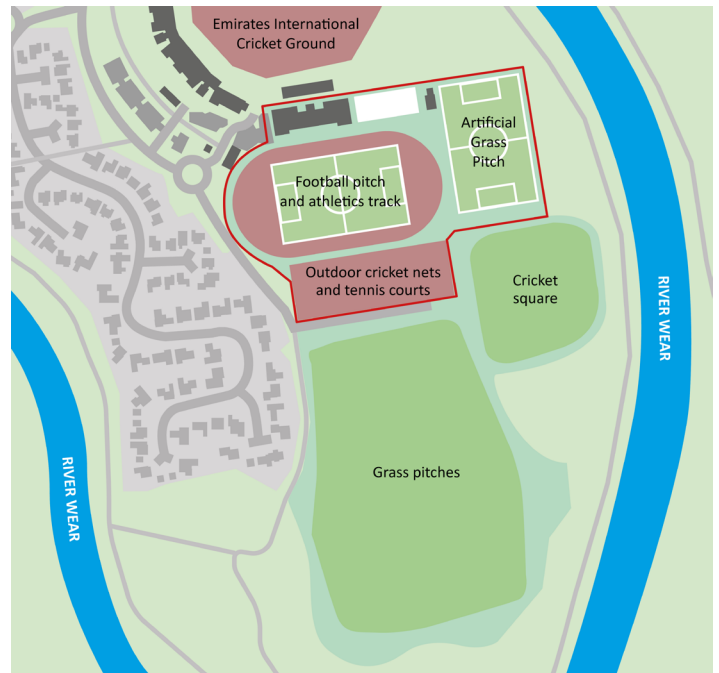 Emirates International
Cricket Ground
Artificial
Grass
Pitch
Football pitch
and athletics track
Outdoor cricket nets
and tennis courts
Cricket
square
RIVER WEAR
Grass pitches
RIVER WEAR